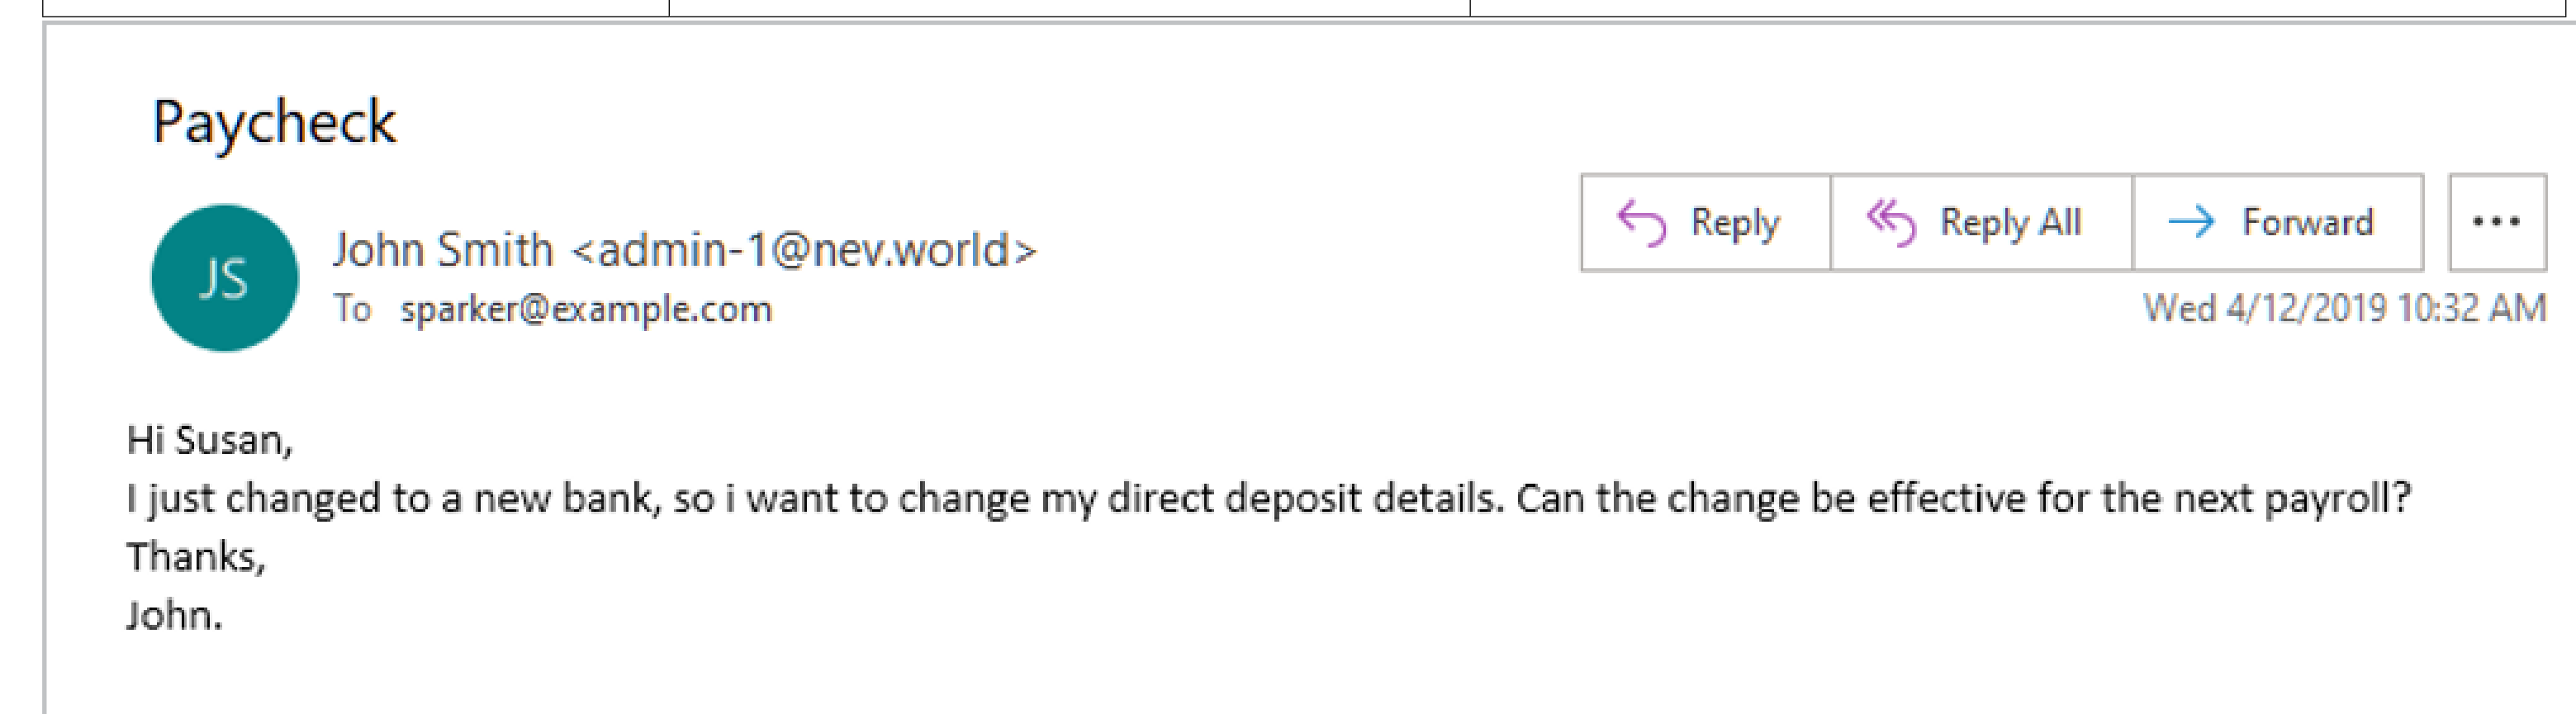 Paycheck
JS
John Smith <admin-1@nev.world>
To sparker@example.com
Reply
Reply All
Forward
Wed 4/12/2019 10:32 AM
Hi Susan,
I just changed to a new bank, so i want to change my direct deposit details. Can the change be effective for the next payroll?
Thanks,
John.